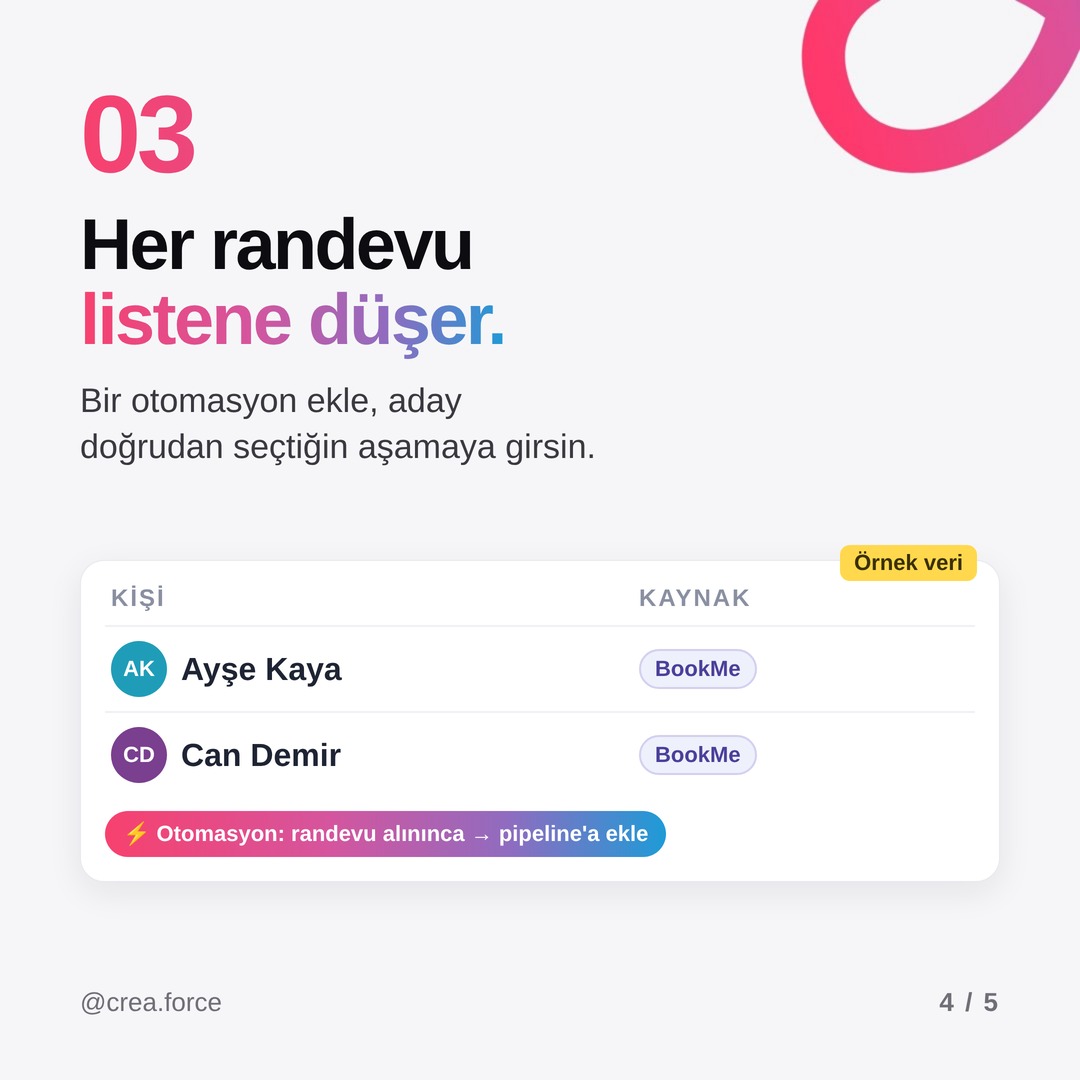 03
Her randevu
listene düşer.
Bir otomasyon ekle, aday
doğrudan seçtiğin aşamaya girsin.
Örnek veri
KİŞİ KAYNAK
AK Ayşe Kaya BookMe
CD Can Demir BookMe
⚡ Otomasyon: randevu alınınca → pipeline'a ekle
@crea.force 4 / 5